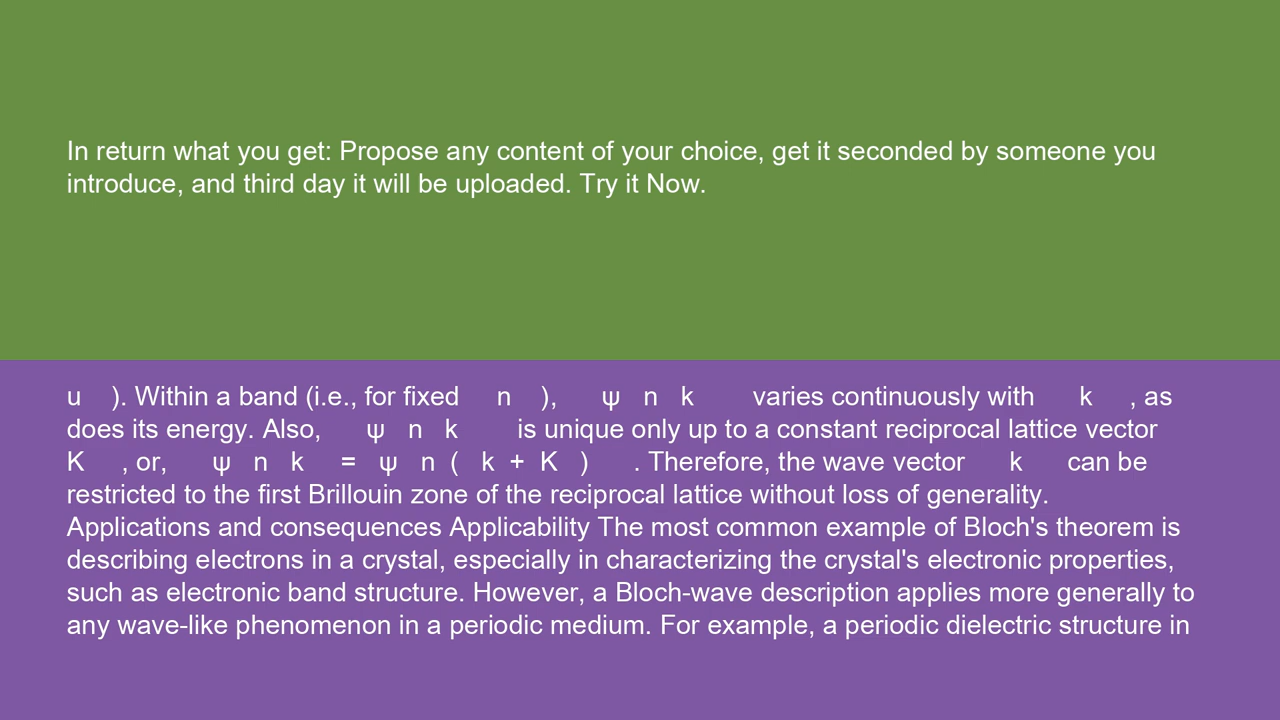 In return what you get: Propose any content of your choice, get it seconded by someone you
introduce, and third day it will be uploaded. Try it Now.
u ). Within a band (i.e., for fixed n ), ψ n k varies continuously with k , as
does its energy. Also, ψ n k is unique only up to a constant reciprocal lattice vector
K , or, ψ n k = ψ n ( k + K ) . Therefore, the wave vector k can be
restricted to the first Brillouin zone of the reciprocal lattice without loss of generality.
Applications and consequences Applicability The most common example of Bloch's theorem is
describing electrons in a crystal, especially in characterizing the crystal's electronic properties,
such as electronic band structure. However, a Bloch-wave description applies more generally to
any wave-like phenomenon in a periodic medium. For example, a periodic dielectric structure in